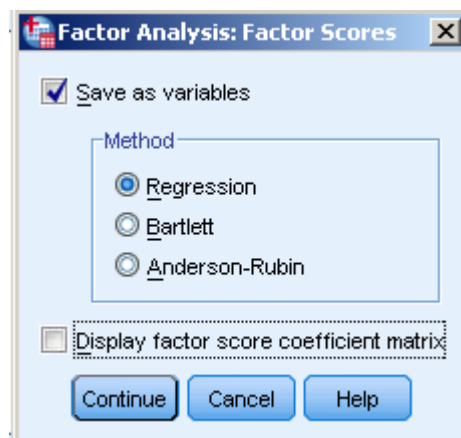 Factor Analysis: Factor Scores
Save as variables
Method
Regression
Bartlett
Anderson-Rubin
Display factor score coefficient matrix
Continue Cancel Help